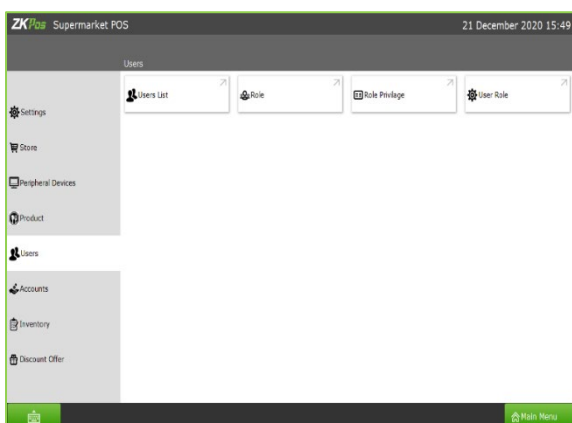 ZKPos Supermarket POS 21 December 2020 15:49
Users
Users List Role Role Privilage User Role
Settings
Store
Peripheral Devices
Product
Users
Accounts
Inventory
Discount Offer
Main Menu